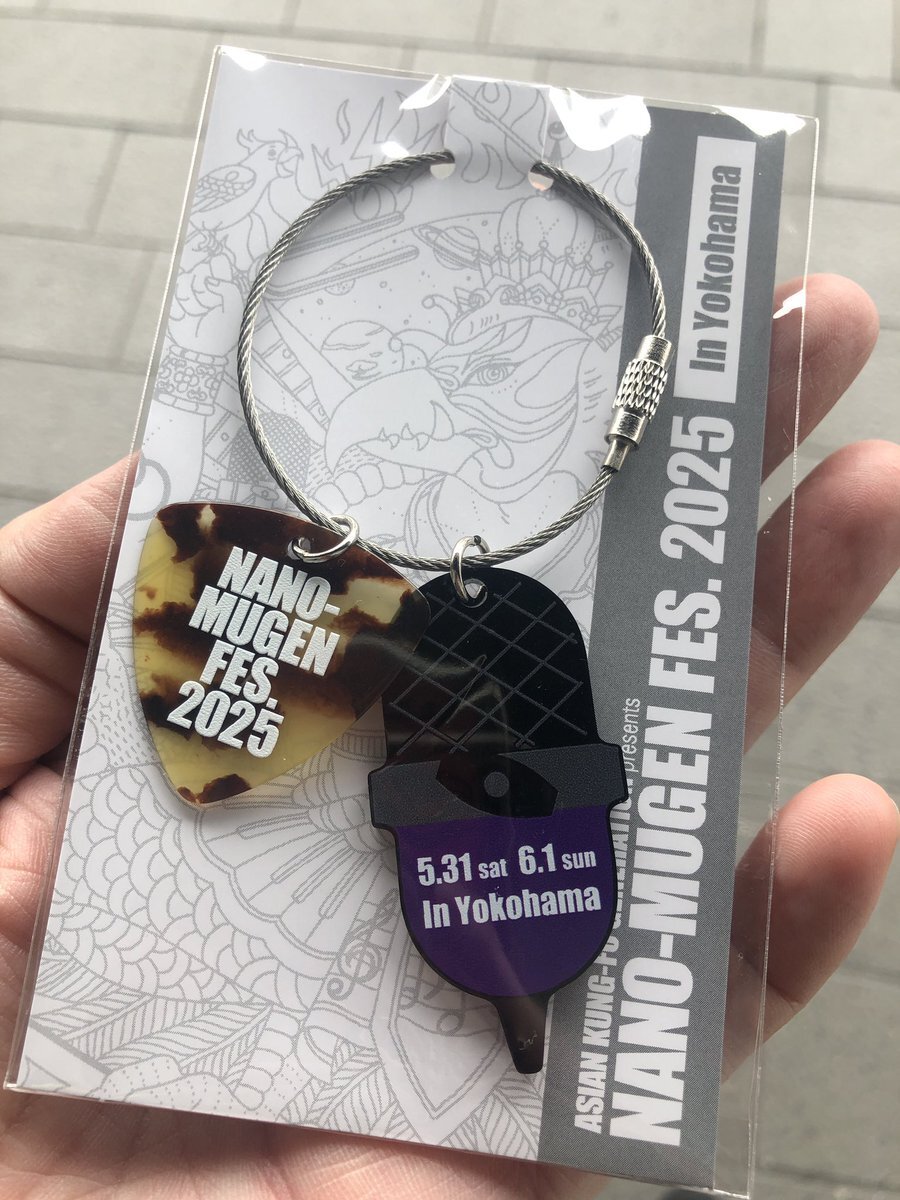 NANO-
MUGEN
FES.
2025
5.31 sat 6.1 sun
In Yokohama
ASIAN KUNG-FU GENERATION presents
NANO-MUGEN FES. 2025 In Yokohama